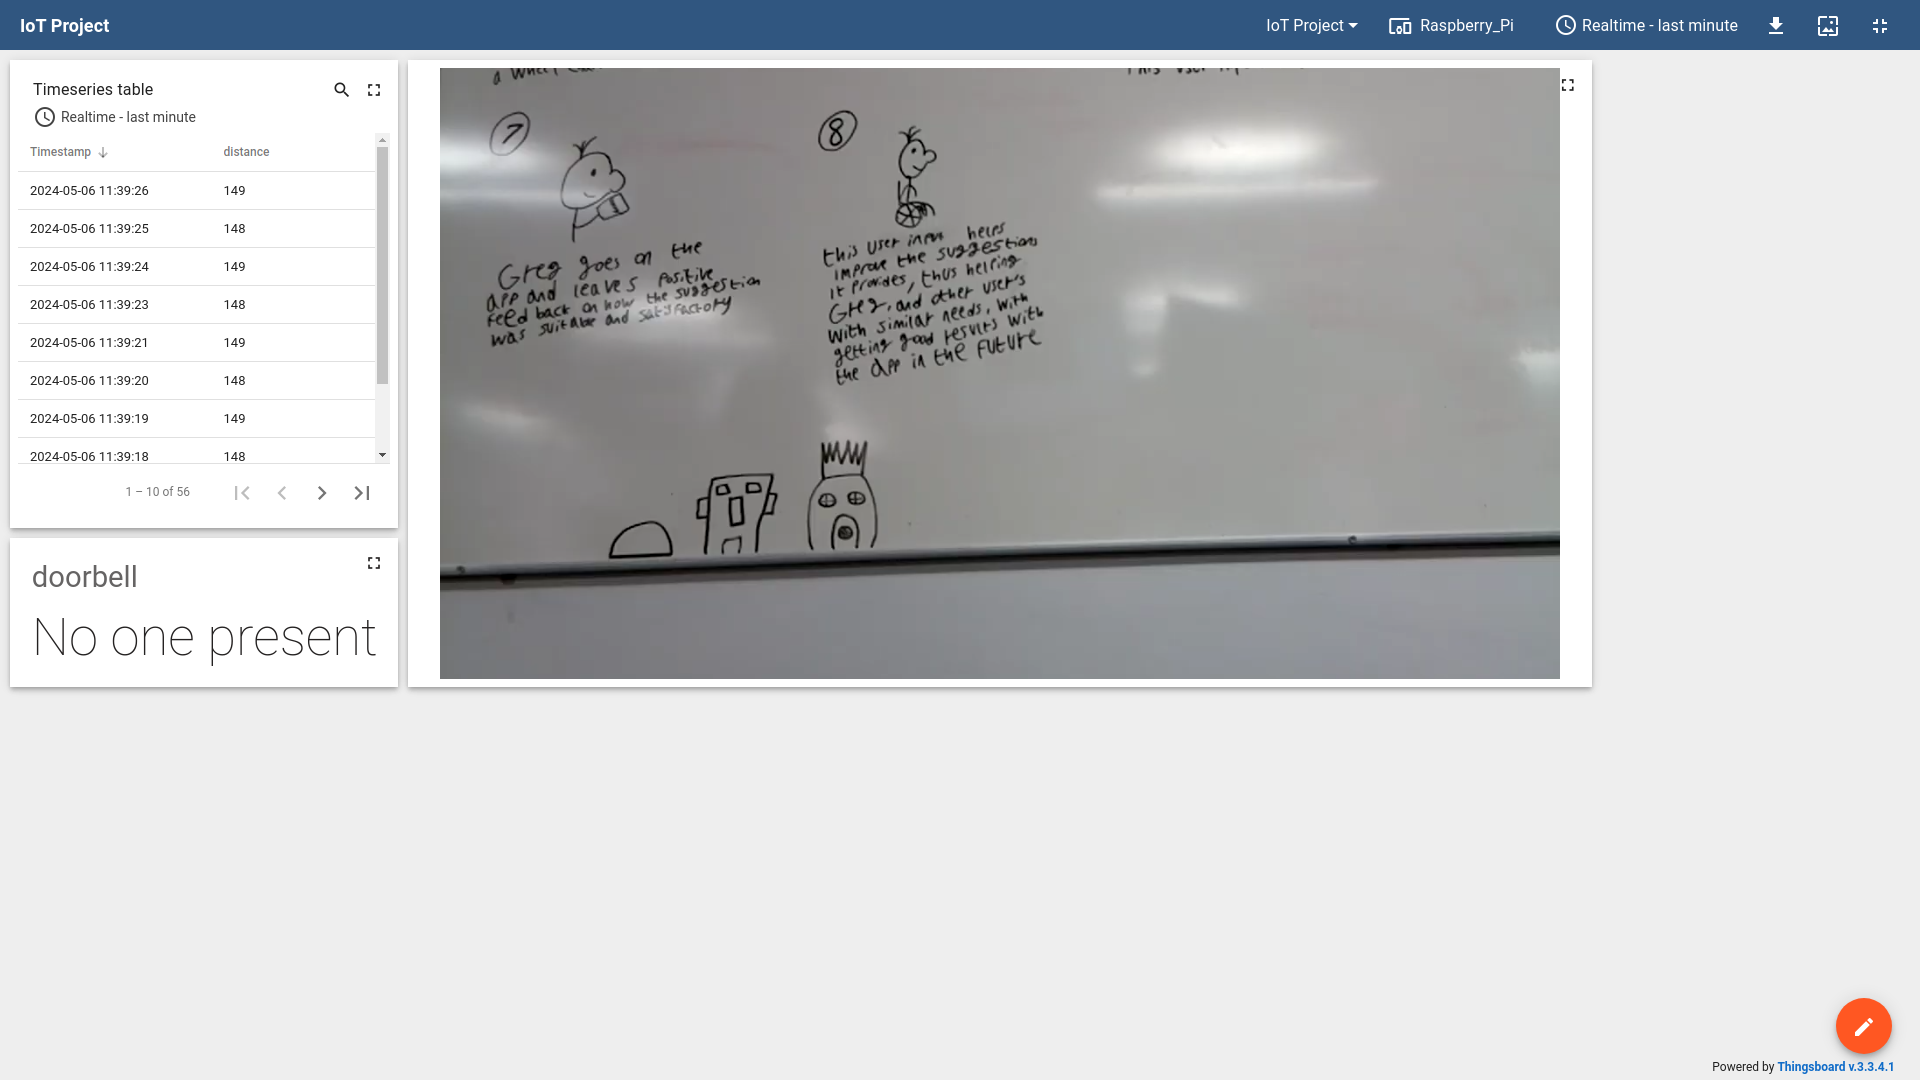 IoT Project
IoT Project
Raspberry_Pi
Realtime - last minute
Timeseries table
Realtime - last minute
Timestamp distance
2024-05-06 11:39:26 149
2024-05-06 11:39:25 148
2024-05-06 11:39:24 149
2024-05-06 11:39:23 148
2024-05-06 11:39:21 149
2024-05-06 11:39:20 148
2024-05-06 11:39:19 149
2024-05-06 11:39:18 148
1 – 10 of 56
doorbell
No one present
a wheel
This user
7
Greg goes on the
app and leaves positive
feed back on how the suggestion
was suitable and satisfactory
8
this user input helps
improve the suggestions
it provides, thus helping
Greg, and other user's
with similar needs, with
getting good results with
the app in the future
Powered by Thingsboard v.3.3.4.1